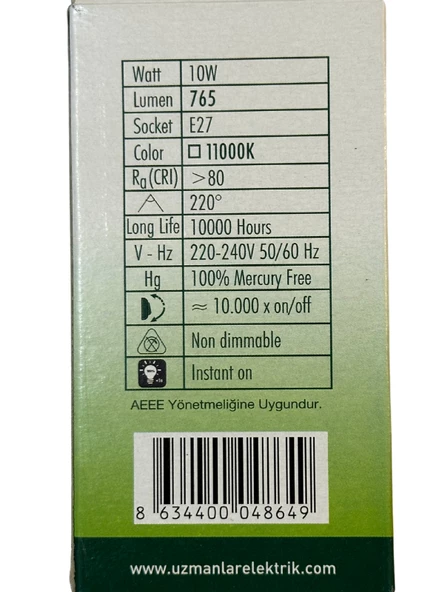 Watt 10W
Lumen 765
Socket E27
Color 11000K
Ra(CRI) >80
220°
Long Life 10000 Hours
V - Hz 220-240V 50/60 Hz
Hg 100% Mercury Free
≈ 10.000 x on/off
Non dimmable
Instant on
AEEE Yönetmeliğine Uygundur.
8 634400 048649
www.uzmanlarelektrik.com